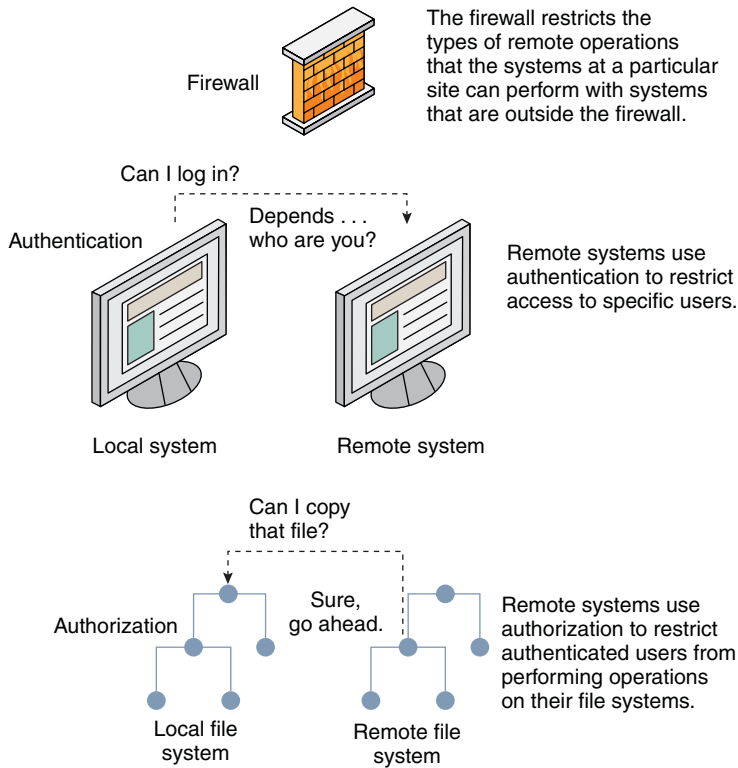 Firewall
The firewall restricts the
types of remote operations
that the systems at a particular
site can perform with systems
that are outside the firewall.
Can I log in?
Depends . . .
who are you?
Authentication
Remote systems use
authentication to restrict
access to specific users.
Local system
Remote system
Can I copy
that file?
Sure,
go ahead.
Authorization
Remote systems use
authorization to restrict
authenticated users from
performing operations
on their file systems.
Local file
system
Remote file
system